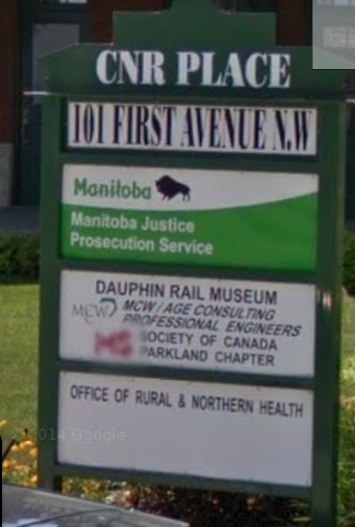 CNR PLACE
101 FIRST AVENUE N.W
Manitoba
Manitoba Justice
Prosecution Service
DAUPHIN RAIL MUSEUM
MCW
MCW / AGE CONSULTING
PROFESSIONAL ENGINEERS
MS
SOCIETY OF CANADA
PARKLAND CHAPTER
OFFICE OF RURAL & NORTHERN HEALTH
2014 Google